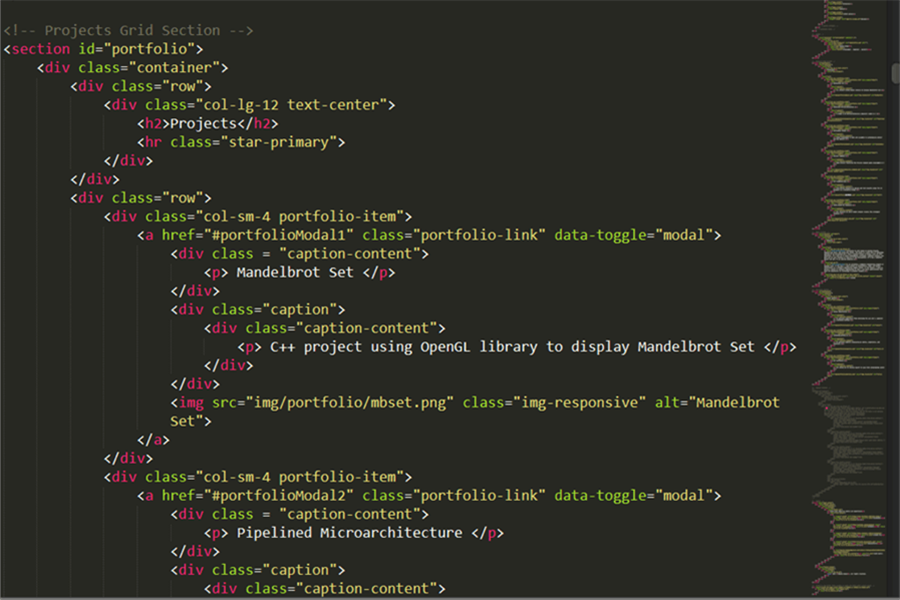 <!-- Projects Grid Section -->
<section id="portfolio">
<div class="container">
<div class="row">
<div class="col-lg-12 text-center">
<h2>Projects</h2>
<hr class="star-primary">
</div>
</div>
<div class="row">
<div class="col-sm-4 portfolio-item">
<a href="#portfolioModal1" class="portfolio-link" data-toggle="modal">
<div class = "caption-content">
<p> Mandelbrot Set </p>
</div>
<div class="caption">
<div class="caption-content">
<p> C++ project using OpenGL library to display Mandelbrot Set </p>
</div>
</div>
<img src="img/portfolio/mbset.png" class="img-responsive" alt="Mandelbrot
Set">
</a>
</div>
<div class="col-sm-4 portfolio-item">
<a href="#portfolioModal2" class="portfolio-link" data-toggle="modal">
<div class = "caption-content">
<p> Pipelined Microarchitecture </p>
</div>
<div class="caption">
<div class="caption-content">